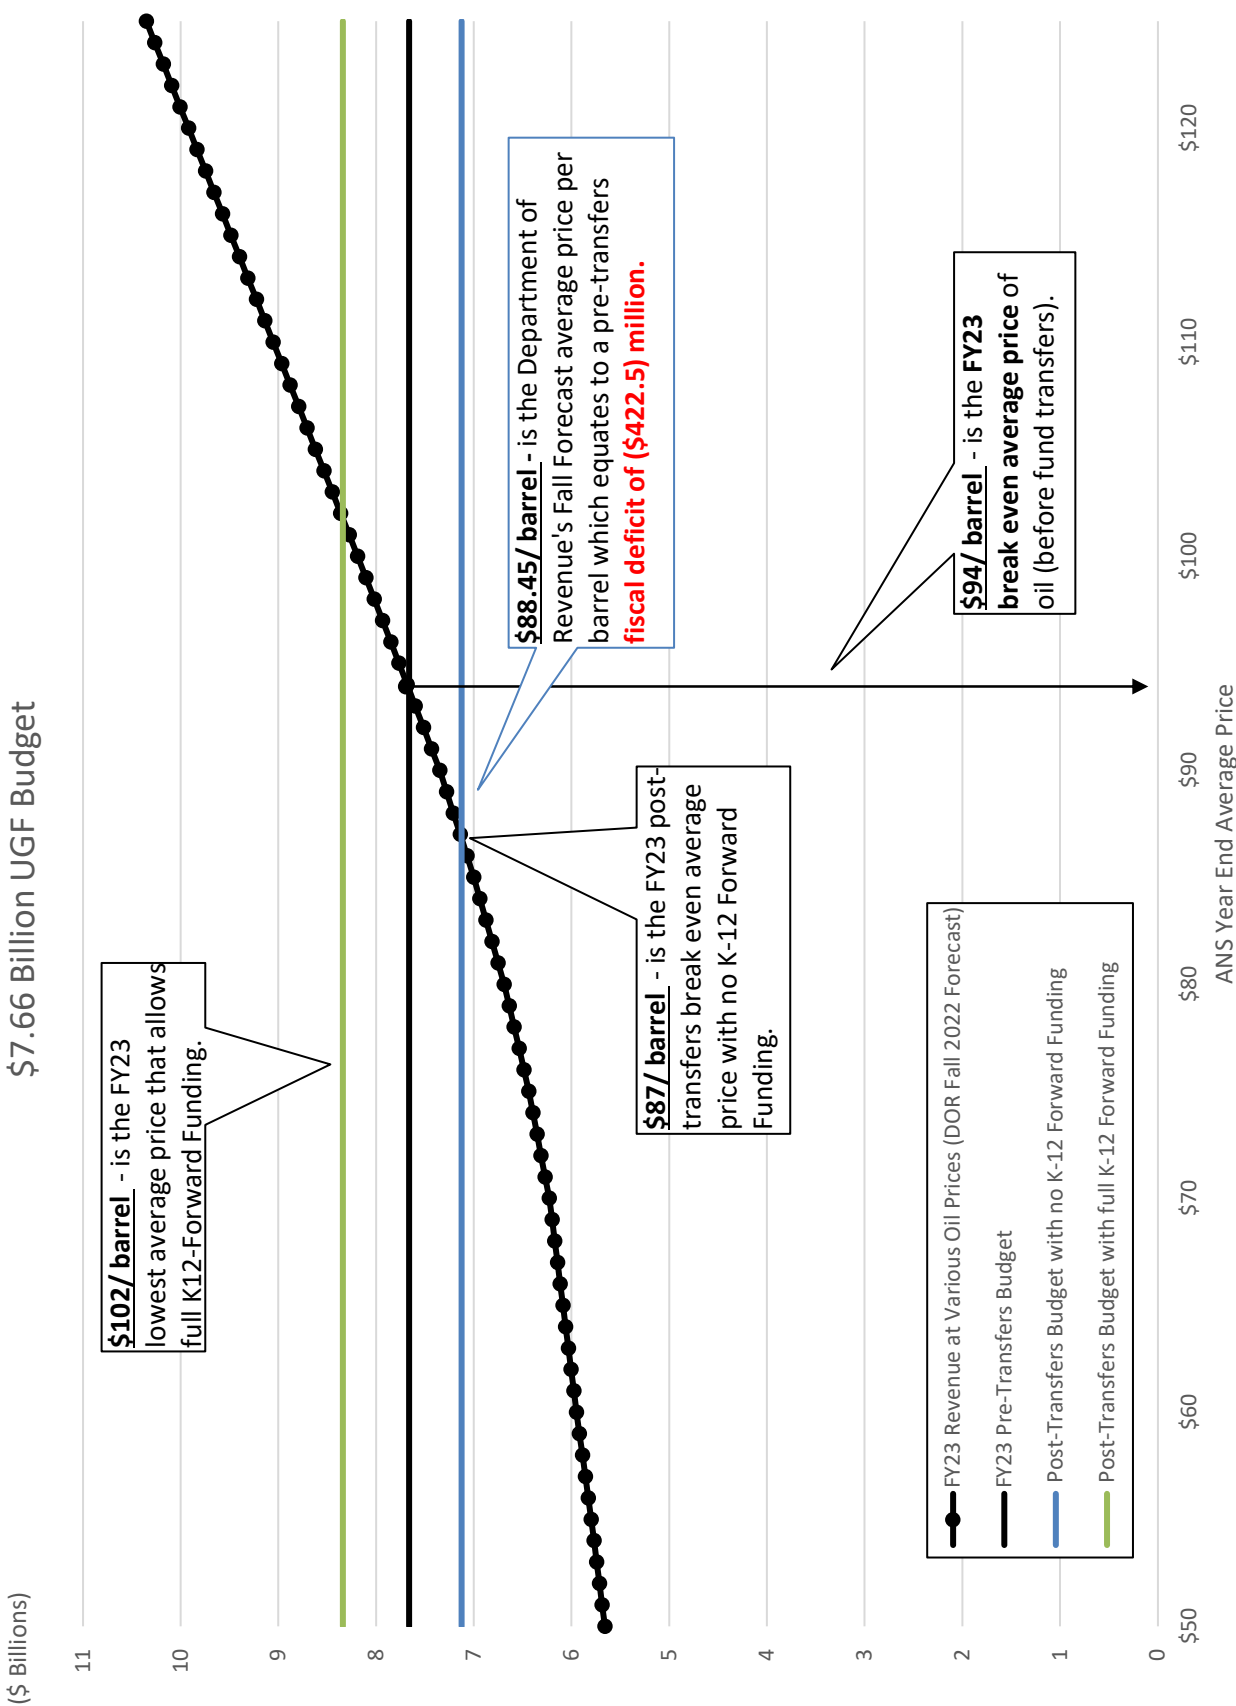 $7.66 Billion UGF Budget
($ Billions)
11
10
9
8
7
6
5
4
3
2
1
0
$50
$60
$70
$80
$90
$100
$110
$120
ANS Year End Average Price
$102/ barrel - is the FY23
lowest average price that allows
full K12-Forward Funding.
$88.45/ barrel - is the Department of
Revenue's Fall Forecast average price per
barrel which equates to a pre-transfers
fiscal deficit of ($422.5) million.
$87/ barrel - is the FY23 post-
transfers break even average
price with no K-12 Forward
Funding.
$94/ barrel - is the FY23
break even average price of
oil (before fund transfers).
FY23 Revenue at Various Oil Prices (DOR Fall 2022 Forecast)
FY23 Pre-Transfers Budget
Post-Transfers Budget with no K-12 Forward Funding
Post-Transfers Budget with full K-12 Forward Funding